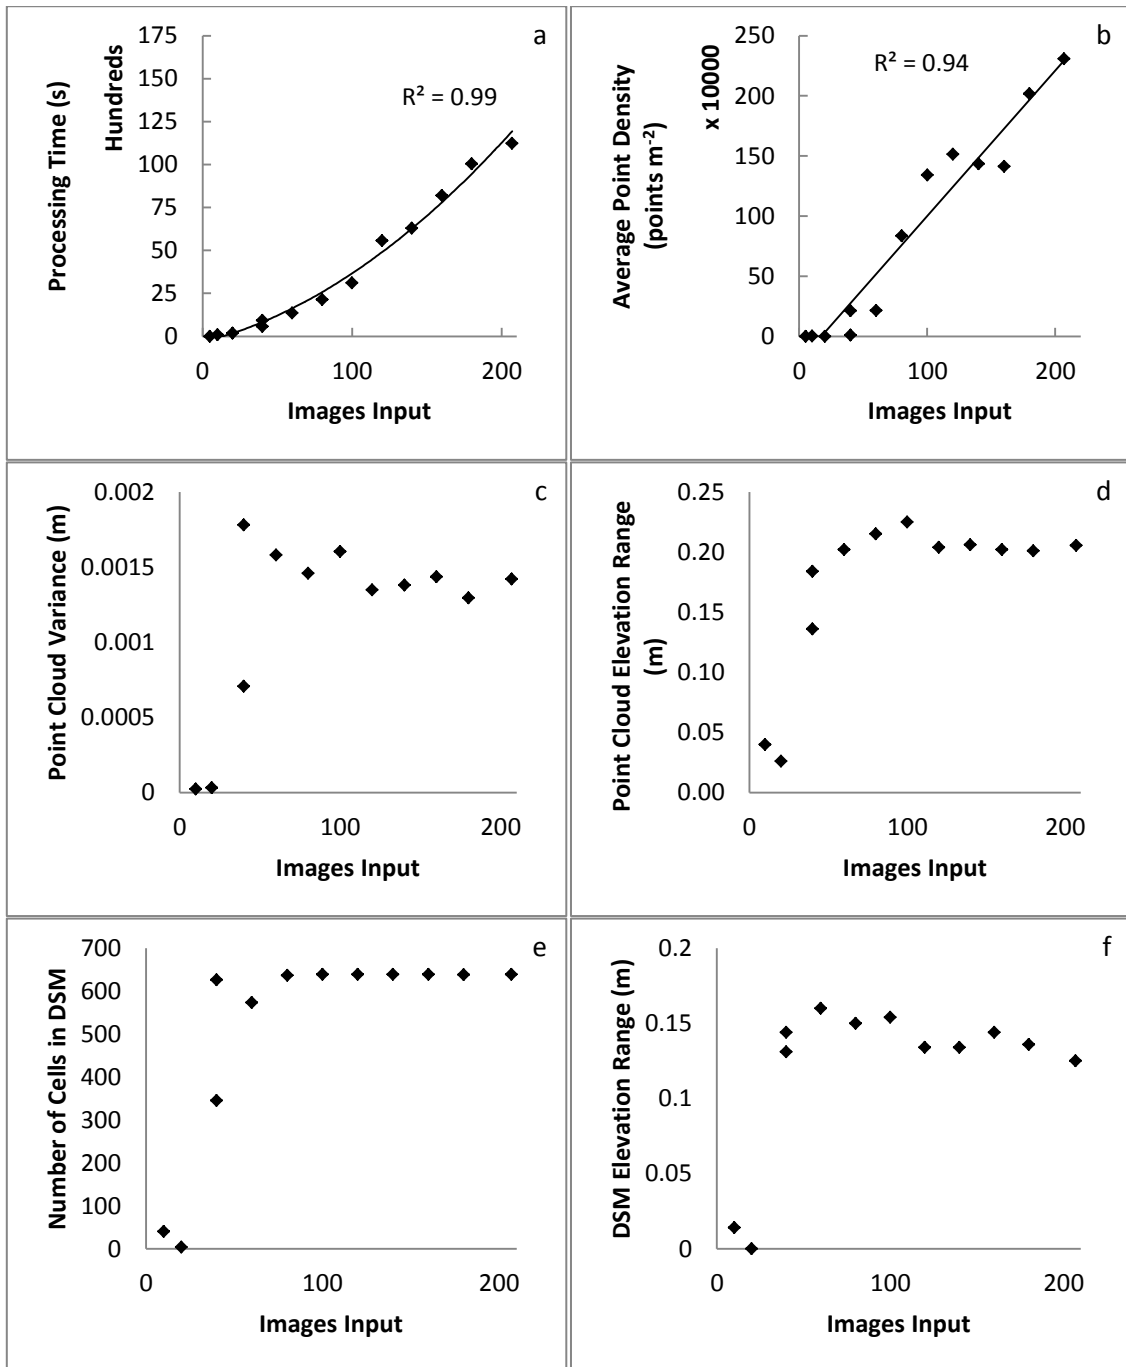 a
Processing Time (s)
Hundreds
R² = 0.99
175
150
125
100
75
50
25
0
0 100 200
Images Input
b
Average Point Density
(points m⁻²)
x 10000
R² = 0.94
250
200
150
100
50
0
0 100 200
Images Input
c
Point Cloud Variance (m)
0.002
0.0015
0.001
0.0005
0
0 100 200
Images Input
d
Point Cloud Elevation Range
(m)
0.25
0.20
0.15
0.10
0.05
0.00
0 100 200
Images Input
e
Number of Cells in DSM
700
600
500
400
300
200
100
0
0 100 200
Images Input
f
DSM Elevation Range (m)
0.2
0.15
0.1
0.05
0
0 100 200
Images Input